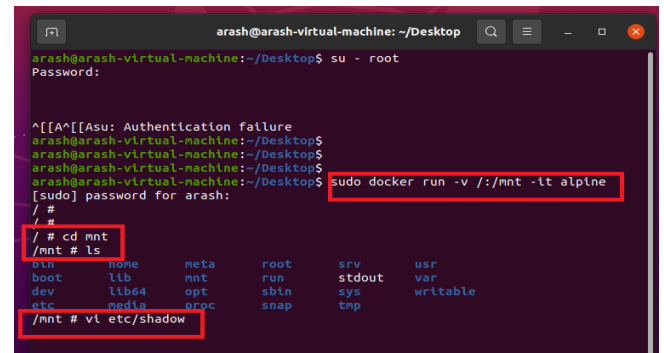 arash@arash-virtual-machine: ~/Desktop
arash@arash-virtual-machine:~/Desktop$ su - root
Password:
^[[A^[[Asu: Authentication failure
arash@arash-virtual-machine:~/Desktop$
arash@arash-virtual-machine:~/Desktop$
arash@arash-virtual-machine:~/Desktop$
arash@arash-virtual-machine:~/Desktop$ sudo docker run -v /:/mnt -it alpine
[sudo] password for arash:
/ #
/ #
/ # cd mnt
/mnt # ls
bin home meta root srv usr
boot lib mnt run stdout var
dev lib64 opt sbin sys writable
etc media proc snap tmp
/mnt # vi etc/shadow